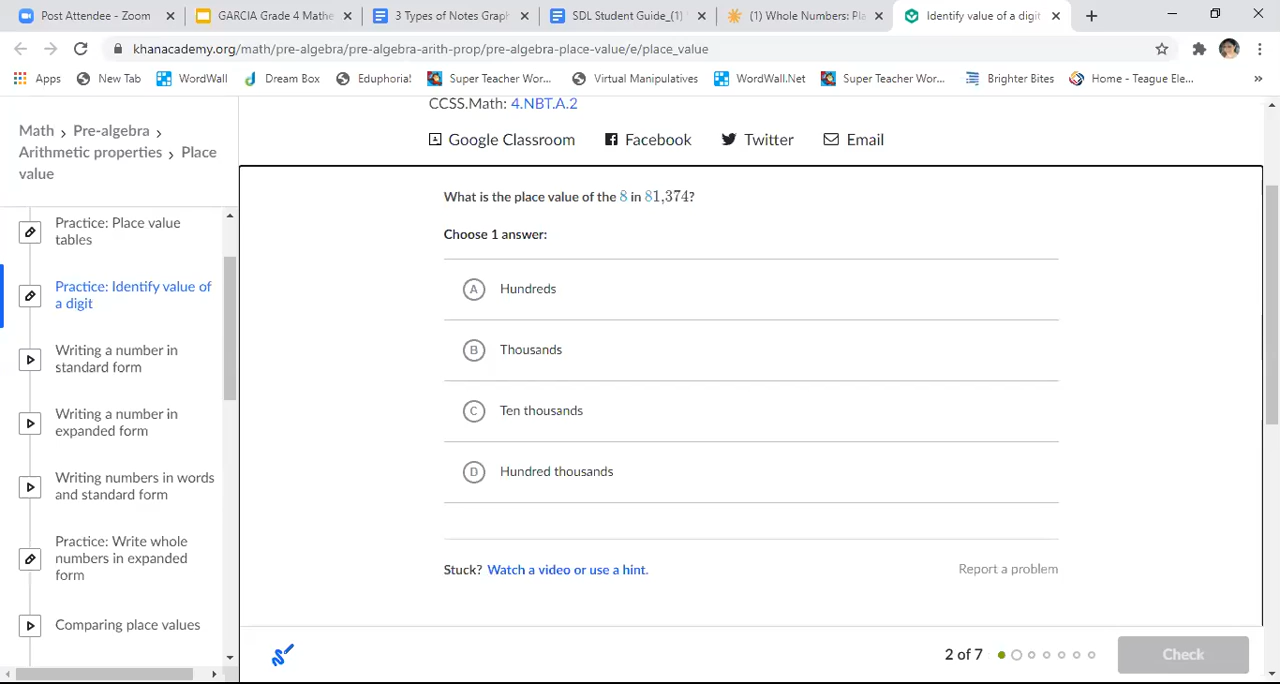 Post Attendee - Zoom
GARCIA Grade 4 Mathe
3 Types of Notes Grap
SDL Student Guide_(1)
(1) Whole Numbers: Pla
Identify value of a digit
khanacademy.org/math/pre-algebra/pre-algebra-arith-prop/pre-algebra-place-value/e/place_value
Apps
New Tab
WordWall
Dream Box
Eduphoria!
Super Teacher Wor...
Virtual Manipulatives
WordWall.Net
Super Teacher Wor...
Brighter Bites
Home - Teague Ele...
»
Math › Pre-algebra ›
Arithmetic properties › Place
value
Practice: Place value
tables
Practice: Identify value of
a digit
Writing a number in
standard form
Writing a number in
expanded form
Writing numbers in words
and standard form
Practice: Write whole
numbers in expanded
form
Comparing place values
CCSS.Math: 4.NBT.A.2
Google Classroom
Facebook
Twitter
Email
What is the place value of the 8 in 81,374?
Choose 1 answer:
A Hundreds
B Thousands
C Ten thousands
D Hundred thousands
Stuck? Watch a video or use a hint.
Report a problem
2 of 7
Check